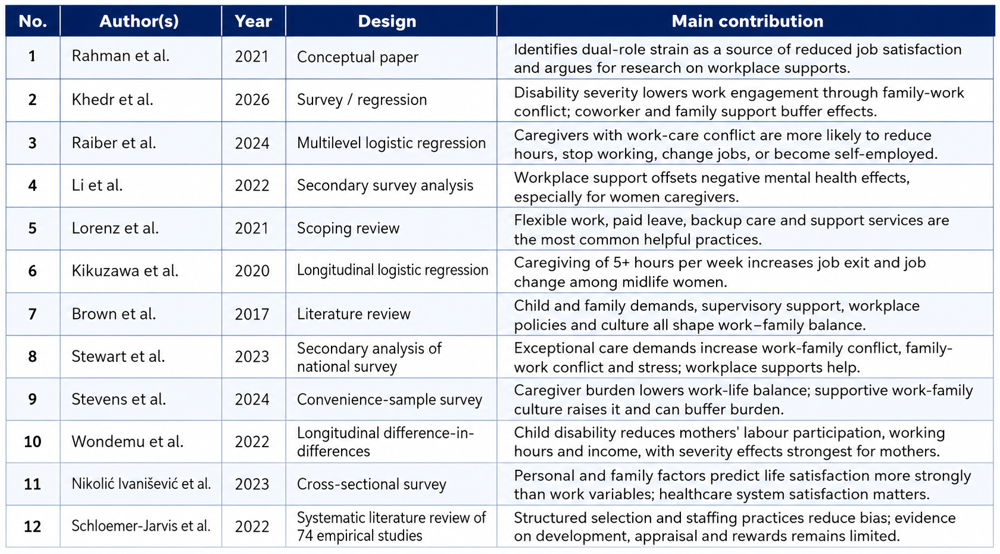 No. Author(s) Year Design Main contribution
1 Rahman et al. 2021 Conceptual paper Identifies dual-role strain as a source of reduced job satisfaction
and argues for research on workplace supports.
2 Khedr et al. 2026 Survey / regression Disability severity lowers work engagement through family-work
conflict; coworker and family support buffer effects.
3 Raiber et al. 2024 Multilevel logistic regression Caregivers with work-care conflict are more likely to reduce
hours, stop working, change jobs, or become self-employed.
4 Li et al. 2022 Secondary survey analysis Workplace support offsets negative mental health effects,
especially for women caregivers.
5 Lorenz et al. 2021 Scoping review Flexible work, paid leave, backup care and support services are
the most common helpful practices.
6 Kikuzawa et al. 2020 Longitudinal logistic regression Caregiving of 5+ hours per week increases job exit and job
change among midlife women.
7 Brown et al. 2017 Literature review Child and family demands, supervisory support, workplace
policies and culture all shape work–family balance.
8 Stewart et al. 2023 Secondary analysis of
national survey Exceptional care demands increase work-family conflict, family-
work conflict and stress; workplace supports help.
9 Stevens et al. 2024 Convenience-sample survey Caregiver burden lowers work-life balance; supportive work-family
culture raises it and can buffer burden.
10 Wondemu et al. 2022 Longitudinal difference-in-
differences Child disability reduces mothers' labour participation, working
hours and income, with severity effects strongest for mothers.
11 Nikolić Ivanišević et al. 2023 Cross-sectional survey Personal and family factors predict life satisfaction more strongly
than work variables; healthcare system satisfaction matters.
12 Schloemer-Jarvis et al. 2022 Systematic literature review of
74 empirical studies Structured selection and staffing practices reduce bias; evidence
on development, appraisal and rewards remains limited.